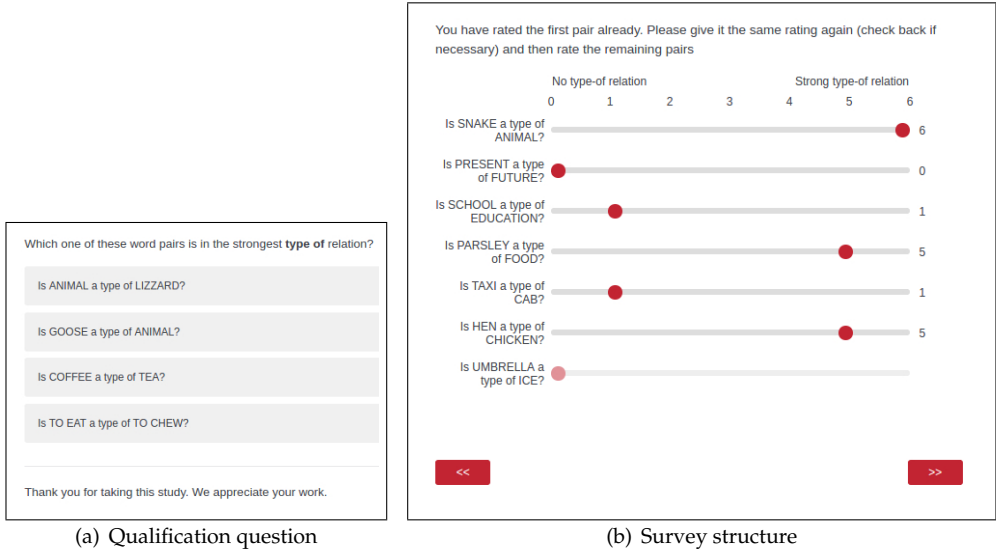 Which one of these word pairs is in the strongest type of relation?
Is ANIMAL a type of LIZZARD?
Is GOOSE a type of ANIMAL?
Is COFFEE a type of TEA?
Is TO EAT a type of TO CHEW?
Thank you for taking this study. We appreciate your work.
(a) Qualification question
You have rated the first pair already. Please give it the same rating again (check back if
necessary) and then rate the remaining pairs
No type-of relation Strong type-of relation
0 1 2 3 4 5 6
Is SNAKE a type of
ANIMAL?
6
Is PRESENT a type
of FUTURE?
0
Is SCHOOL a type of
EDUCATION?
1
Is PARSLEY a type
of FOOD?
5
Is TAXI a type of
CAB?
1
Is HEN a type of
CHICKEN?
5
Is UMBRELLA a
type of ICE?
<< >>
(b) Survey structure